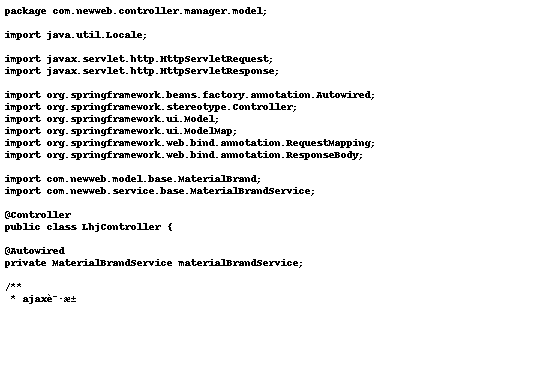 package com.newweb.controller.manager.model;
import java.util.Locale;
import javax.servlet.http.HttpServletRequest;
import javax.servlet.http.HttpServletResponse;
import org.springframework.beans.factory.annotation.Autowired;
import org.springframework.stereotype.Controller;
import org.springframework.ui.Model;
import org.springframework.ui.ModelMap;
import org.springframework.web.bind.annotation.RequestMapping;
import org.springframework.web.bind.annotation.ResponseBody;
import com.newweb.model.base.MaterialBrand;
import com.newweb.service.base.MaterialBrandService;
@Controller
public class LhjController {
@Autowired
private MaterialBrandService materialBrandService;
/**
* ajaxè¯·æ±